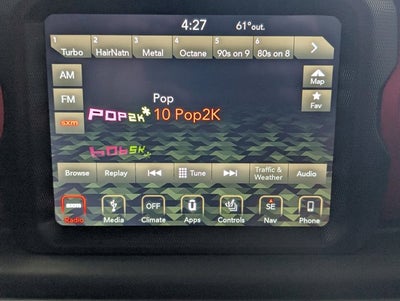 4:27 61°out.
1 2 3 4 5 6
Turbo HairNatn Metal Octane 90s on 9 80s on 8
AM
Map
FM
Pop
Fav
sxm
POP2K* 10 Pop2K
Browse Replay Tune Traffic & Weather Audio
SXM OFF SE
Radio Media Climate Apps Controls Nav Phone